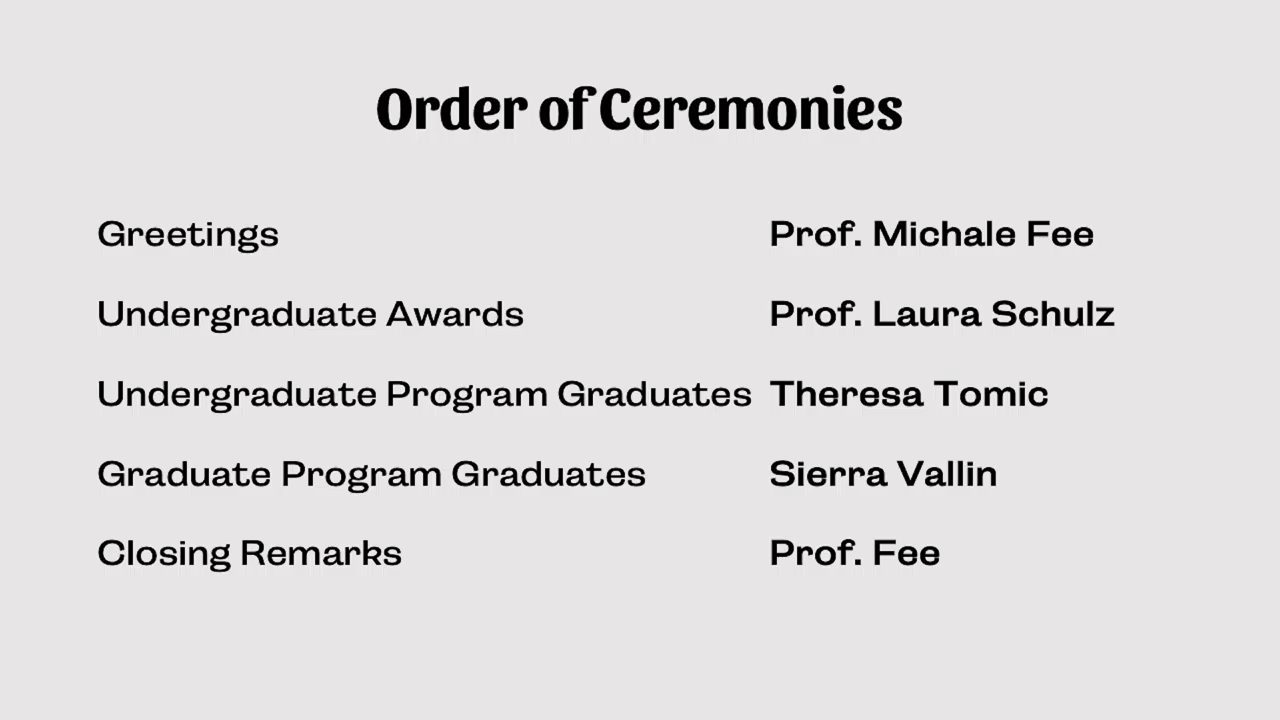 Order of Ceremonies
Greetings Prof. Michale Fee
Undergraduate Awards Prof. Laura Schulz
Undergraduate Program Graduates Theresa Tomic
Graduate Program Graduates Sierra Vallin
Closing Remarks Prof. Fee